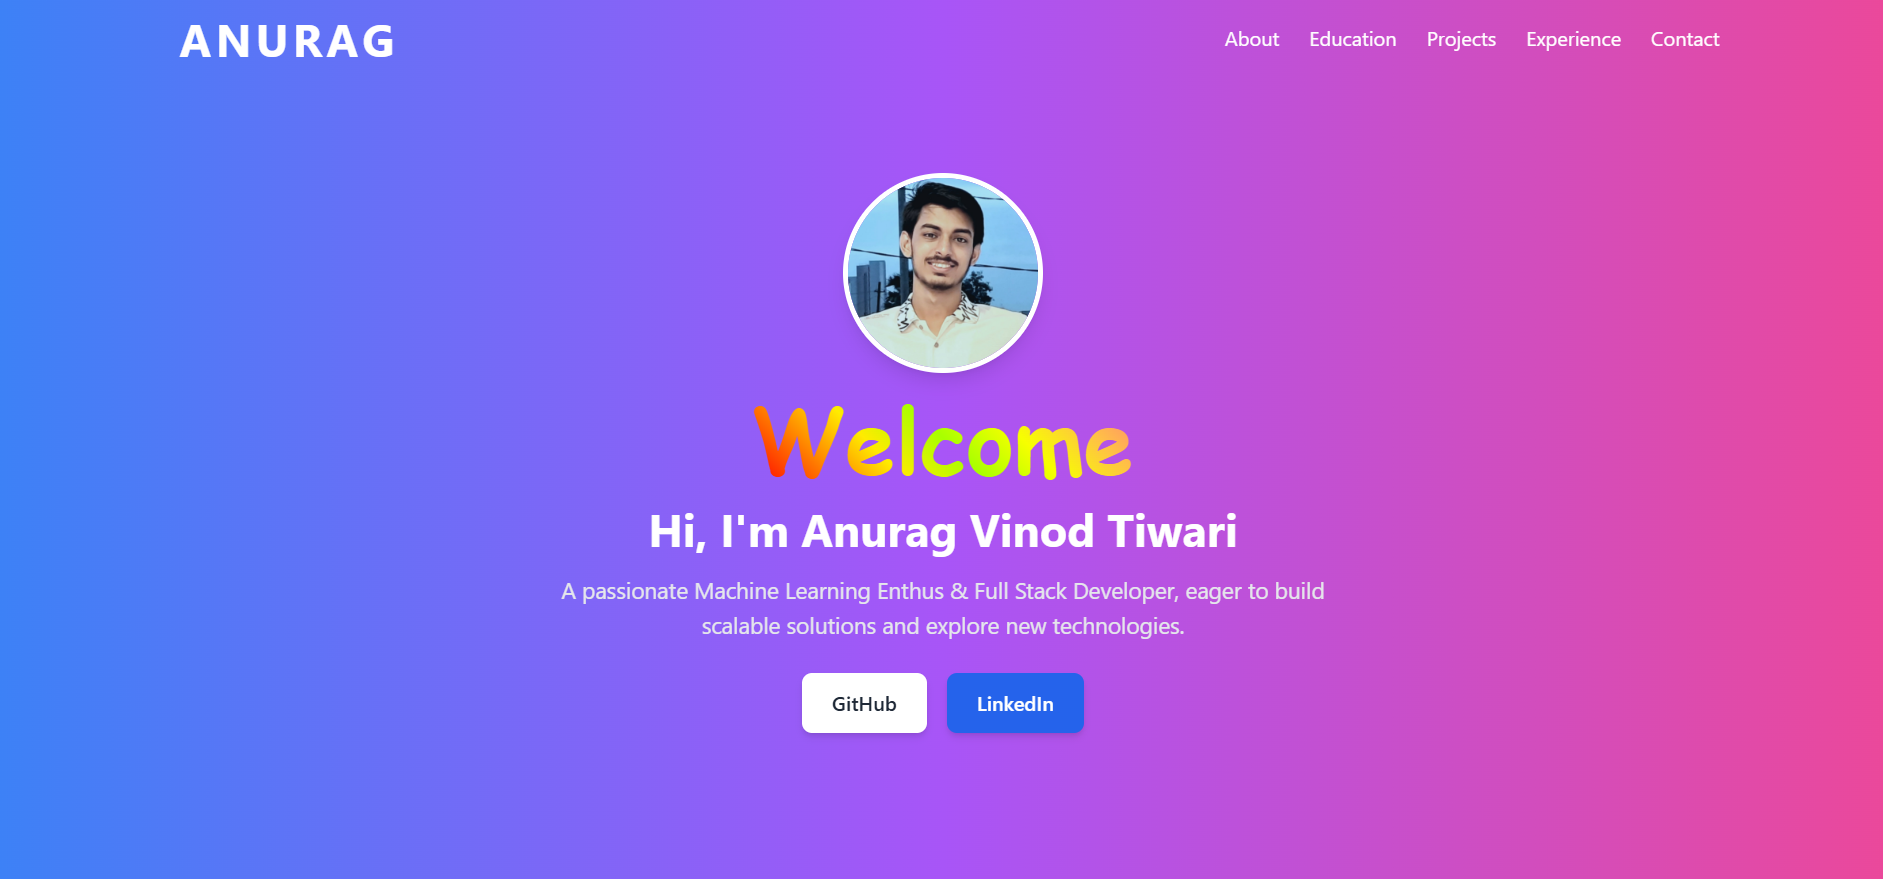 ANURAG
About Education Projects Experience Contact
Welcome
Hi, I'm Anurag Vinod Tiwari
A passionate Machine Learning Enthus & Full Stack Developer, eager to build
scalable solutions and explore new technologies.
GitHub LinkedIn